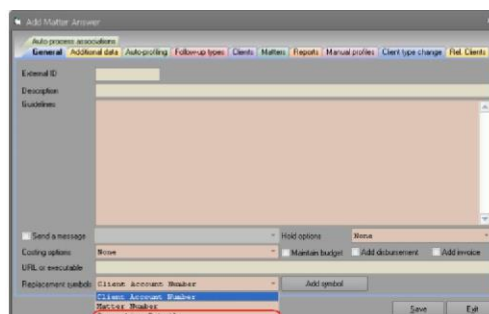 Add Matter Answer
Auto process associations
General Additional data Auto-profiling Follow-up types Clients Matters Reports Manual profiles Client type change Rel. Clients
External ID
Description
Guidelines
Send a message Hold options None
Costing options None Maintain budget Add disbursement Add invoice
URL or executable
Replacement symbols Client Account Number Add symbol
Client Account Number
Matter Number
Save Exit